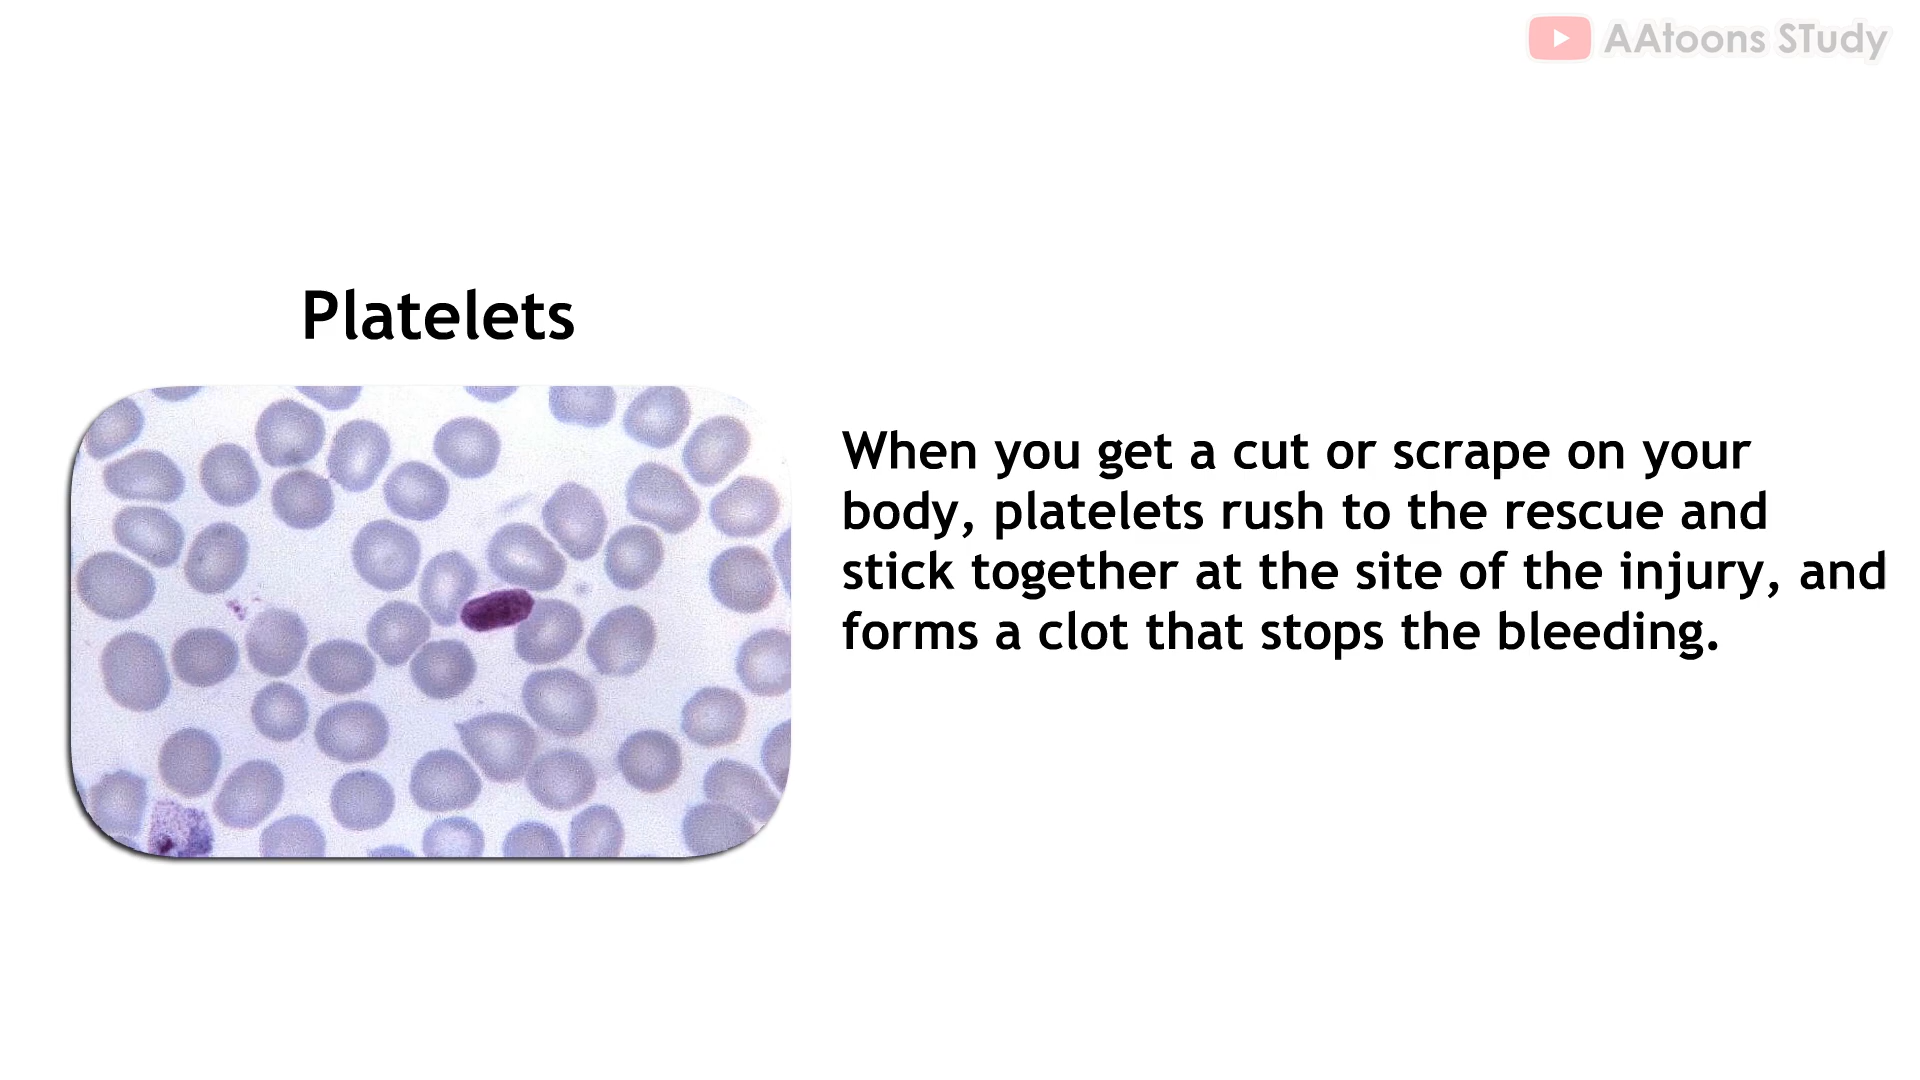 AAtoons STudy
Platelets
When you get a cut or scrape on your
body, platelets rush to the rescue and
stick together at the site of the injury, and
forms a clot that stops the bleeding.